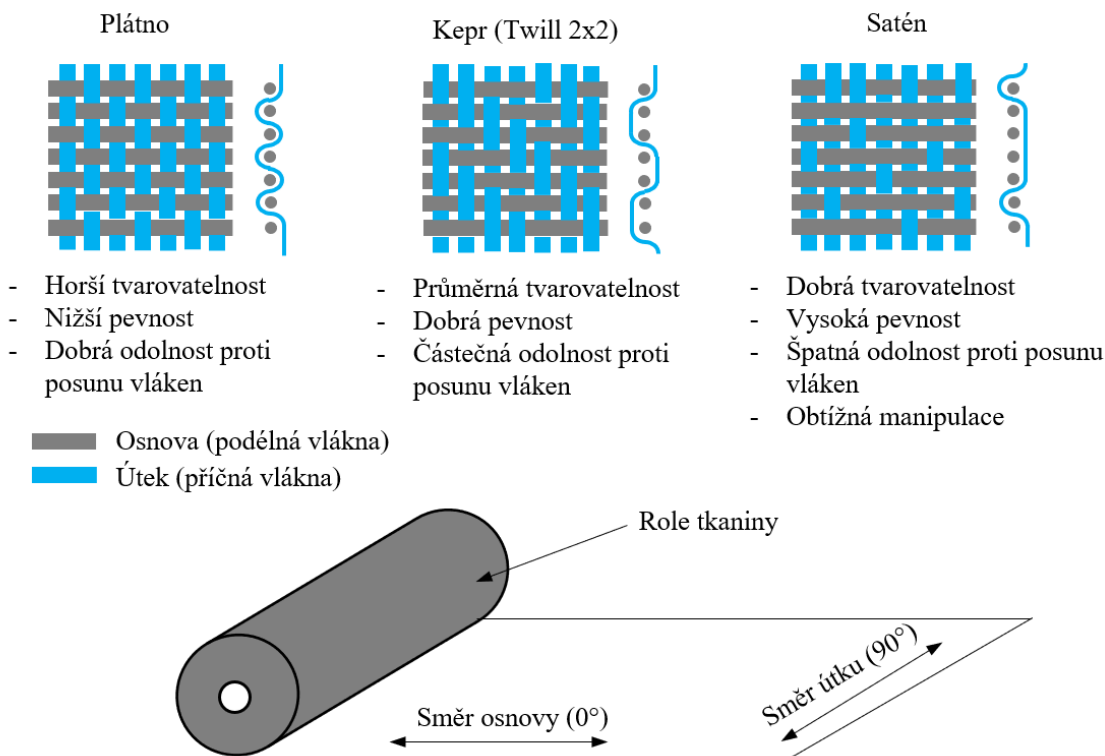 Plátno
Kepr (Twill 2x2)
Satén
- Horší tvarovatelnost
- Nižší pevnost
- Dobrá odolnost proti
posunu vláken
- Průměrná tvarovatelnost
- Dobrá pevnost
- Částečná odolnost proti
posunu vláken
- Dobrá tvarovatelnost
- Vysoká pevnost
- Špatná odolnost proti posunu
vláken
- Obtížná manipulace
Osnova (podélná vlákna)
Útek (příčná vlákna)
Role tkaniny
Směr osnovy (0°)
Směr útku (90°)